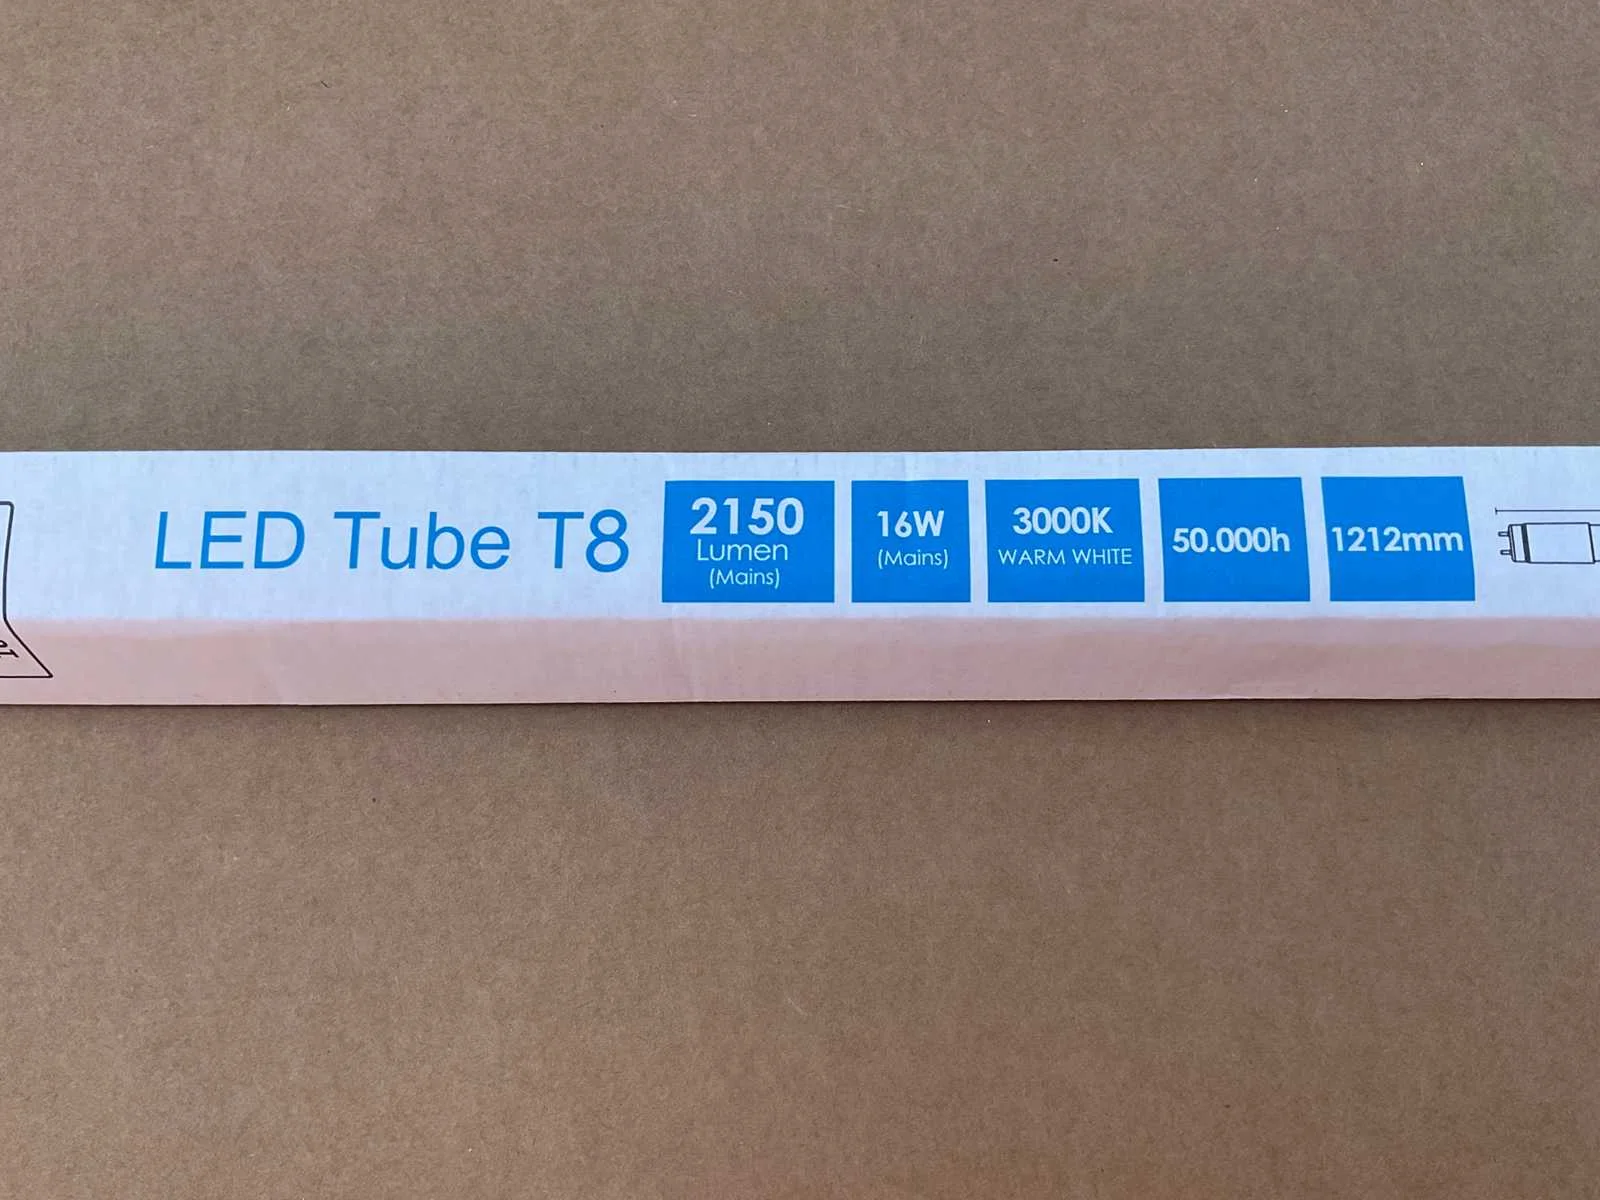 LED Tube T8
2150
Lumen
(Mains)
16W
(Mains)
3000K
WARM WHITE
50.000h
1212mm